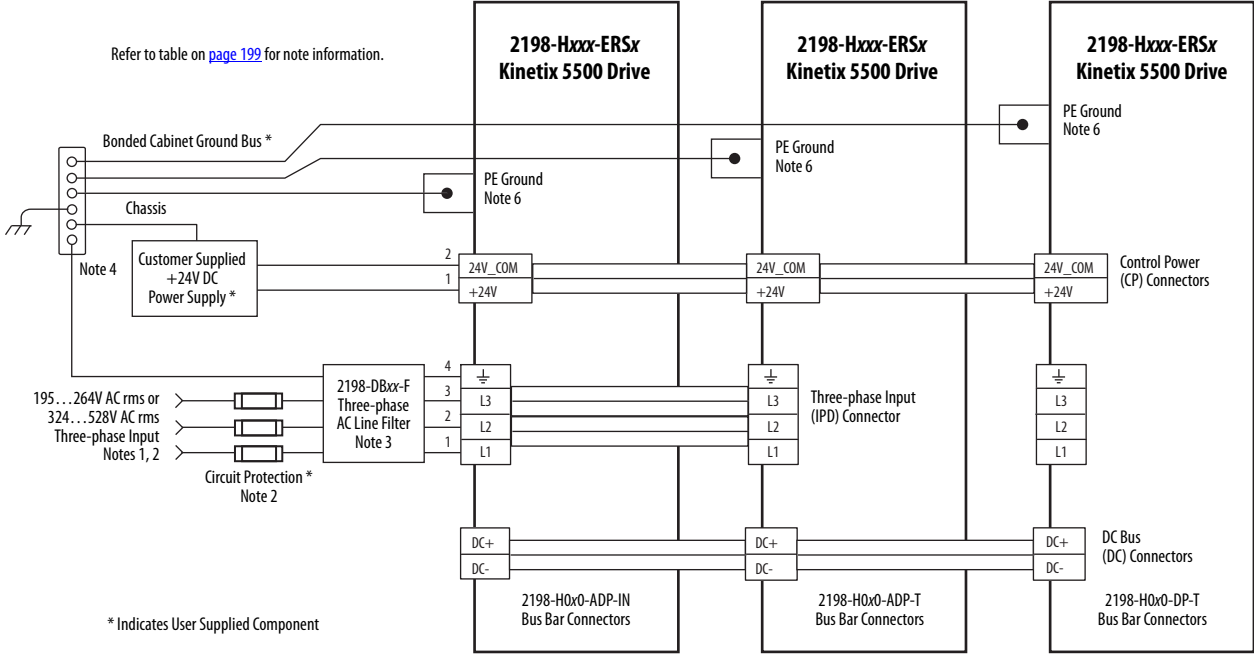 Refer to table on page 199 for note information.
2198-Hxxx-ERSx
Kinetix 5500 Drive
2198-Hxxx-ERSx
Kinetix 5500 Drive
2198-Hxxx-ERSx
Kinetix 5500 Drive
Bonded Cabinet Ground Bus *
PE Ground
Note 6
PE Ground
Note 6
PE Ground
Note 6
Chassis
Note 4
Customer Supplied
+24V DC
Power Supply *
2
1
24V_COM
+24V
24V_COM
+24V
24V_COM
+24V
Control Power
(CP) Connectors
195…264V AC rms or
324…528V AC rms
Three-phase Input
Notes 1, 2
Circuit Protection *
Note 2
2198-DBxx-F
Three-phase
AC Line Filter
Note 3
4
3
2
1
L3
L2
L1
L3
L2
L1
Three-phase Input
(IPD) Connector
L3
L2
L1
DC+
DC-
DC+
DC-
DC+
DC-
DC Bus
(DC) Connectors
2198-H0x0-ADP-IN
Bus Bar Connectors
2198-H0x0-ADP-T
Bus Bar Connectors
2198-H0x0-DP-T
Bus Bar Connectors
* Indicates User Supplied Component